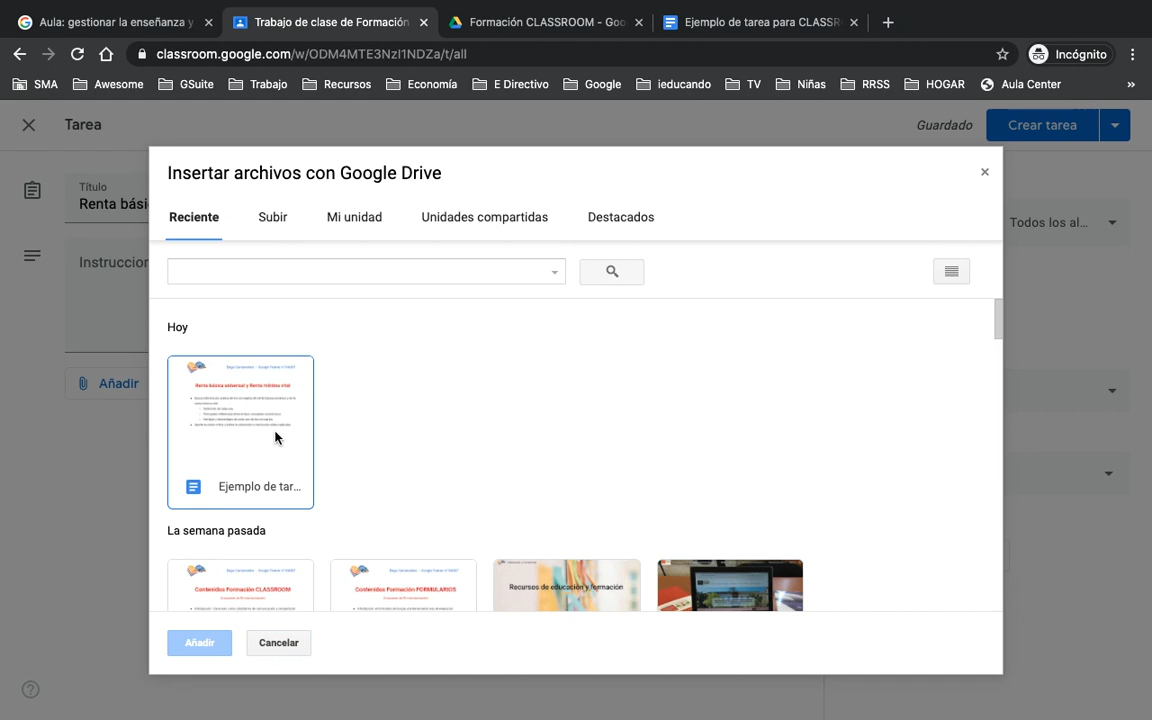 Aula: gestionar la enseñanza y
Trabajo de clase de Formación
Formación CLASSROOM - Goo
Ejemplo de tarea para CLASSR
classroom.google.com/w/ODM4MTE3NzI1NDZa/t/all
Incógnito
SMA
Awesome
GSuite
Trabajo
Recursos
Economía
E Directivo
Google
ieducando
TV
Niñas
RRSS
HOGAR
Aula Center
»
Tarea
Guardado
Crear tarea
Título
Renta bási
Instruccion
Añadir
Todos los al...
Insertar archivos con Google Drive
Reciente
Subir
Mi unidad
Unidades compartidas
Destacados
Hoy
Renta básica universal y Renta mínimo vital
Ejemplo de tar...
La semana pasada
Contenidos Formación CLASSROOM
Contenidos Formación FORMULARIOS
Recursos de educación y formación
Añadir
Cancelar